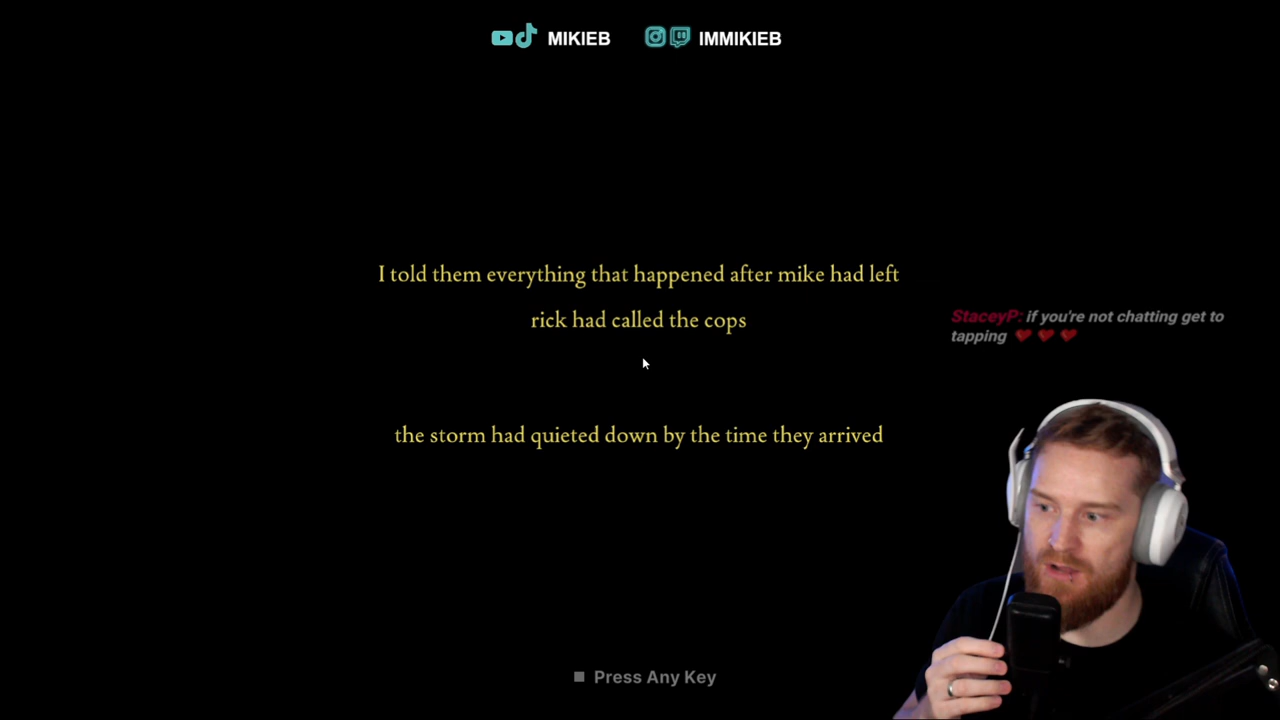 MIKIEB IMMIKIEB
I told them everything that happened after mike had left
rick had called the cops
StaceyP: if you're not chatting get to
tapping
the storm had quieted down by the time they arrived
Press Any Key